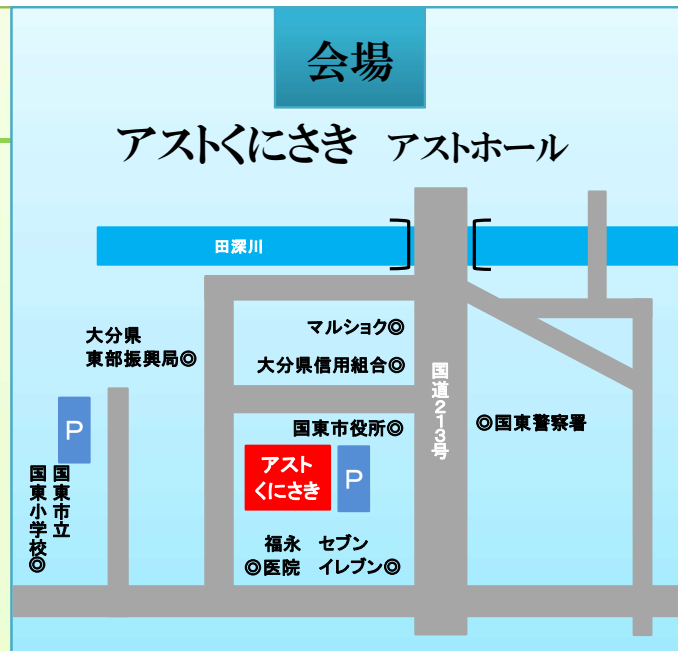 会場
アストくにさき アストホール
田深川
マルショク◎
大分県
東部振興局◎
大分県信用組合◎
国道213号
P
国東市役所◎
◎国東警察署
アスト
くにさき
P
国東市立
国東小学校◎
福永
◎医院
セブン
イレブン◎